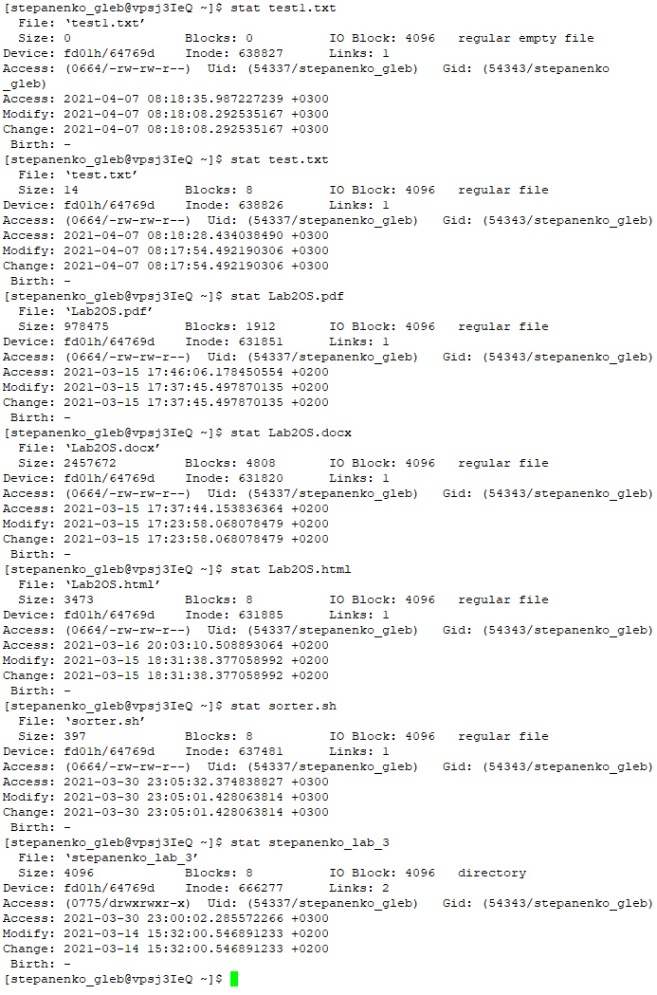 [stepanenko_gleb@vpsj3IeQ ~]$ stat test1.txt
  File: ‘test1.txt’
  Size: 0               Blocks: 0          IO Block: 4096   regular empty file
Device: fd01h/64769d    Inode: 638827      Links: 1
Access: (0664/-rw-rw-r--)  Uid: (54337/stepanenko_gleb)   Gid: (54343/stepanenko
_gleb)
Access: 2021-04-07 08:18:35.987227239 +0300
Modify: 2021-04-07 08:18:08.292535167 +0300
Change: 2021-04-07 08:18:08.292535167 +0300
 Birth: -
[stepanenko_gleb@vpsj3IeQ ~]$ stat test.txt
  File: ‘test.txt’
  Size: 14              Blocks: 8          IO Block: 4096   regular file
Device: fd01h/64769d    Inode: 638826      Links: 1
Access: (0664/-rw-rw-r--)  Uid: (54337/stepanenko_gleb)   Gid: (54343/stepanenko_gleb)
Access: 2021-04-07 08:18:28.434038490 +0300
Modify: 2021-04-07 08:17:54.492190306 +0300
Change: 2021-04-07 08:17:54.492190306 +0300
 Birth: -
[stepanenko_gleb@vpsj3IeQ ~]$ stat Lab2OS.pdf
  File: ‘Lab2OS.pdf’
  Size: 978475          Blocks: 1912       IO Block: 4096   regular file
Device: fd01h/64769d    Inode: 631851      Links: 1
Access: (0664/-rw-rw-r--)  Uid: (54337/stepanenko_gleb)   Gid: (54343/stepanenko_gleb)
Access: 2021-03-15 17:46:06.178450554 +0200
Modify: 2021-03-15 17:37:45.497870135 +0200
Change: 2021-03-15 17:37:45.497870135 +0200
 Birth: -
[stepanenko_gleb@vpsj3IeQ ~]$ stat Lab2OS.docx
  File: ‘Lab2OS.docx’
  Size: 2457672         Blocks: 4808       IO Block: 4096   regular file
Device: fd01h/64769d    Inode: 631820      Links: 1
Access: (0664/-rw-rw-r--)  Uid: (54337/stepanenko_gleb)   Gid: (54343/stepanenko_gleb)
Access: 2021-03-15 17:37:44.153836364 +0200
Modify: 2021-03-15 17:23:58.068078479 +0200
Change: 2021-03-15 17:23:58.068078479 +0200
 Birth: -
[stepanenko_gleb@vpsj3IeQ ~]$ stat Lab2OS.html
  File: ‘Lab2OS.html’
  Size: 3473            Blocks: 8          IO Block: 4096   regular file
Device: fd01h/64769d    Inode: 631885      Links: 1
Access: (0664/-rw-rw-r--)  Uid: (54337/stepanenko_gleb)   Gid: (54343/stepanenko_gleb)
Access: 2021-03-16 20:03:10.508893064 +0200
Modify: 2021-03-15 18:31:38.377058992 +0200
Change: 2021-03-15 18:31:38.377058992 +0200
 Birth: -
[stepanenko_gleb@vpsj3IeQ ~]$ stat sorter.sh
  File: ‘sorter.sh’
  Size: 397             Blocks: 8          IO Block: 4096   regular file
Device: fd01h/64769d    Inode: 637481      Links: 1
Access: (0664/-rw-rw-r--)  Uid: (54337/stepanenko_gleb)   Gid: (54343/stepanenko_gleb)
Access: 2021-03-30 23:05:32.374838827 +0300
Modify: 2021-03-30 23:05:01.428063814 +0300
Change: 2021-03-30 23:05:01.428063814 +0300
 Birth: -
[stepanenko_gleb@vpsj3IeQ ~]$ stat stepanenko_lab_3
  File: ‘stepanenko_lab_3’
  Size: 4096            Blocks: 8          IO Block: 4096   directory
Device: fd01h/64769d    Inode: 666277      Links: 2
Access: (0775/drwxrwxr-x)  Uid: (54337/stepanenko_gleb)   Gid: (54343/stepanenko_gleb)
Access: 2021-03-30 23:00:02.285572266 +0300
Modify: 2021-03-14 15:32:00.546891233 +0200
Change: 2021-03-14 15:32:00.546891233 +0200
 Birth: -
[stepanenko_gleb@vpsj3IeQ ~]$